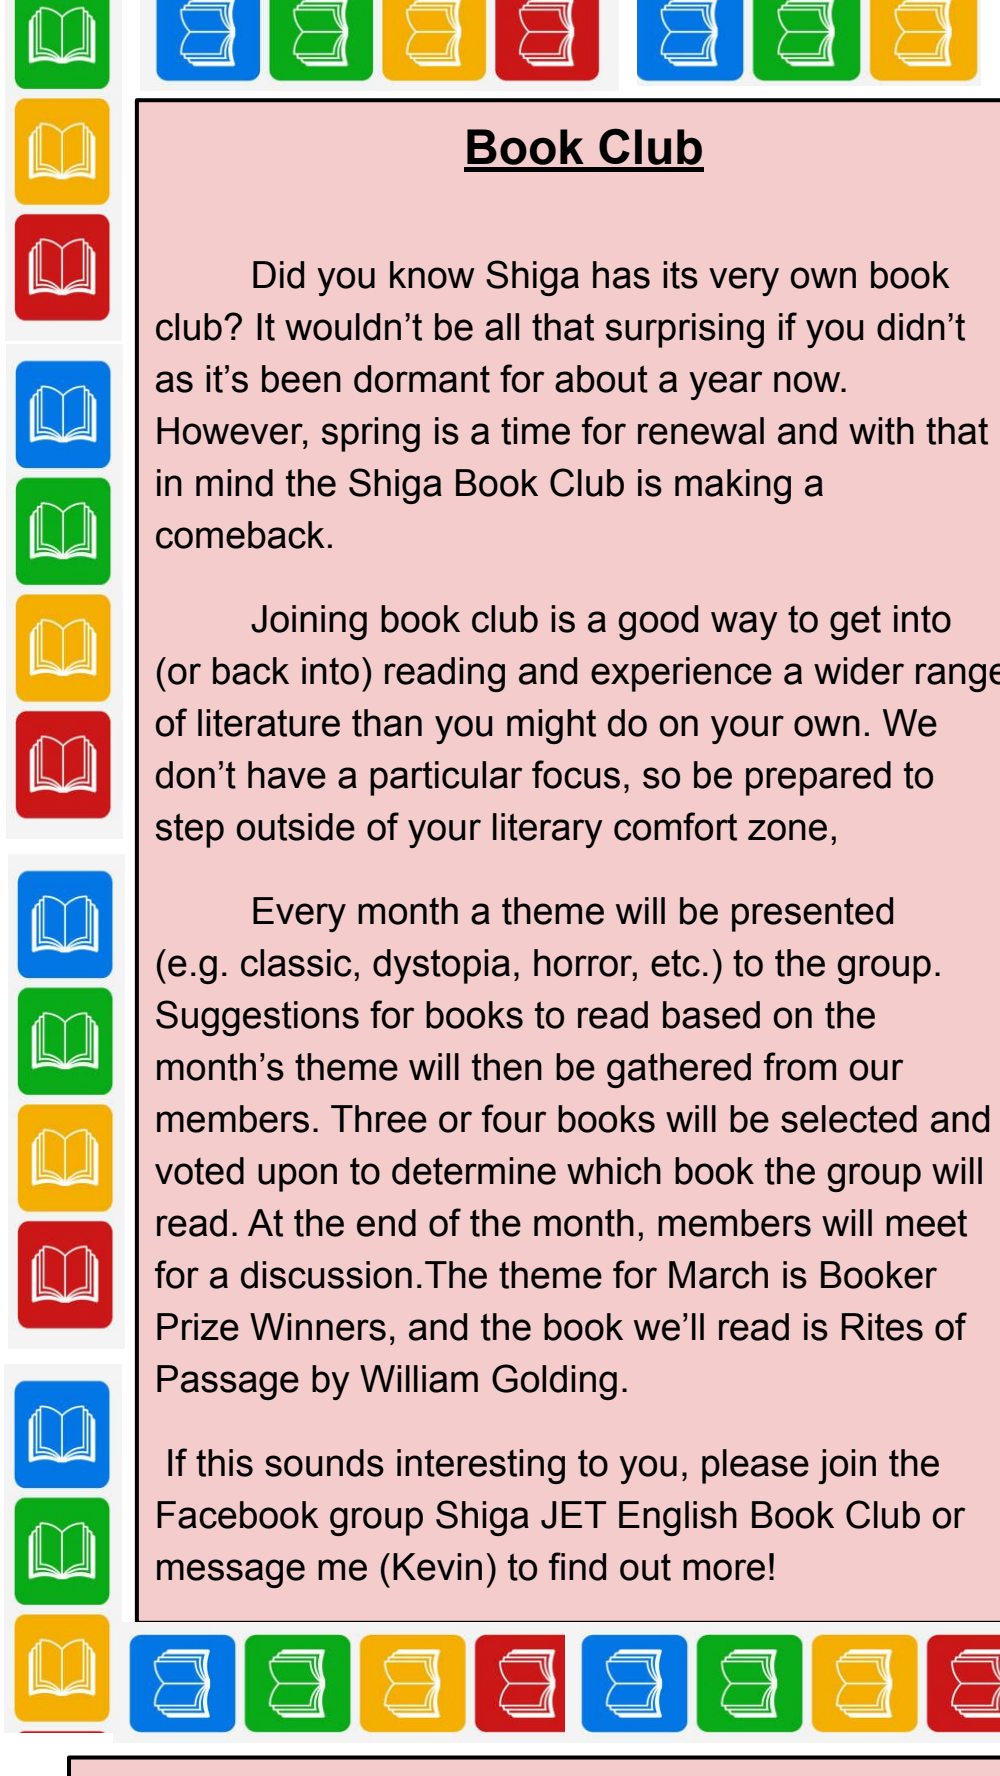 Book Club
Did you know Shiga has its very own book
club? It wouldn’t be all that surprising if you didn’t
as it’s been dormant for about a year now.
However, spring is a time for renewal and with that
in mind the Shiga Book Club is making a
comeback.
Joining book club is a good way to get into
(or back into) reading and experience a wider range
of literature than you might do on your own. We
don’t have a particular focus, so be prepared to
step outside of your literary comfort zone,
Every month a theme will be presented
(e.g. classic, dystopia, horror, etc.) to the group.
Suggestions for books to read based on the
month’s theme will then be gathered from our
members. Three or four books will be selected and
voted upon to determine which book the group will
read. At the end of the month, members will meet
for a discussion.The theme for March is Booker
Prize Winners, and the book we’ll read is Rites of
Passage by William Golding.
If this sounds interesting to you, please join the
Facebook group Shiga JET English Book Club or
message me (Kevin) to find out more!